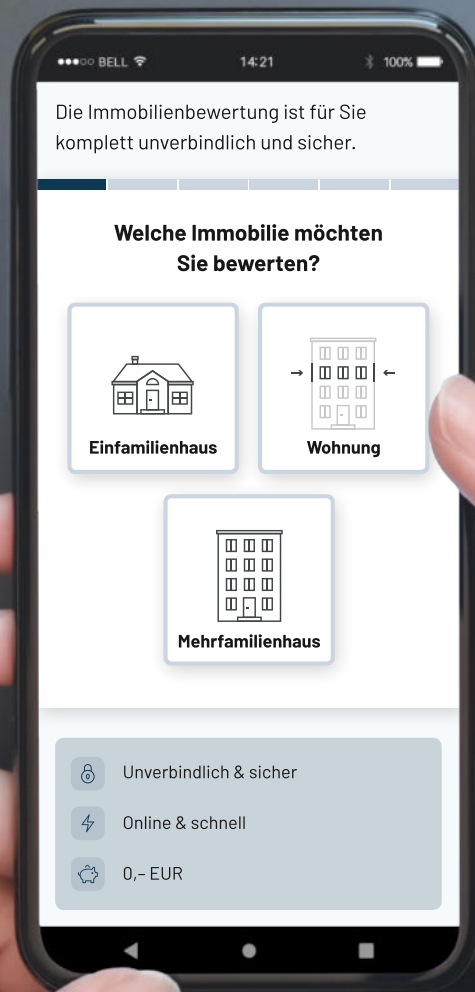 BELL 14:21 100%
Die Immobilienbewertung ist für Sie
komplett unverbindlich und sicher.
Welche Immobilie möchten
Sie bewerten?
Einfamilienhaus Wohnung
Mehrfamilienhaus
Unverbindlich & sicher
Online & schnell
0,– EUR